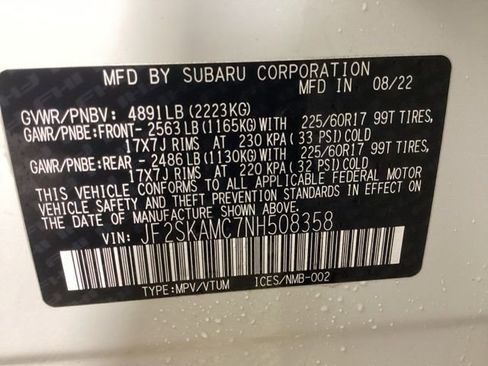 MFD BY SUBARU CORPORATION
MFD IN 08/22
GVWR/PNBV: 4891LB (2223KG)
GAWR/PNBE:FRONT- 2563LB (1165KG)WITH 225/60R17 99T TIRES,
17X7J RIMS AT 230 KPA (33 PSI)COLD
GAWR/PNBE:REAR - 2486LB (1130KG)WITH 225/60R17 99T TIRES,
17X7J RIMS AT 220 KPA (32 PSI)COLD
THIS VEHICLE CONFORMS TO ALL APPLICABLE FEDERAL MOTOR
VEHICLE SAFETY AND THEFT PREVENTION STANDARDS IN EFFECT
ON THE DATE OF MANUFACTURE SHOWN ABOVE.
VIN: JF2SKAMC7NH508358
TYPE:MPV/VTUM ICES/NMB-002